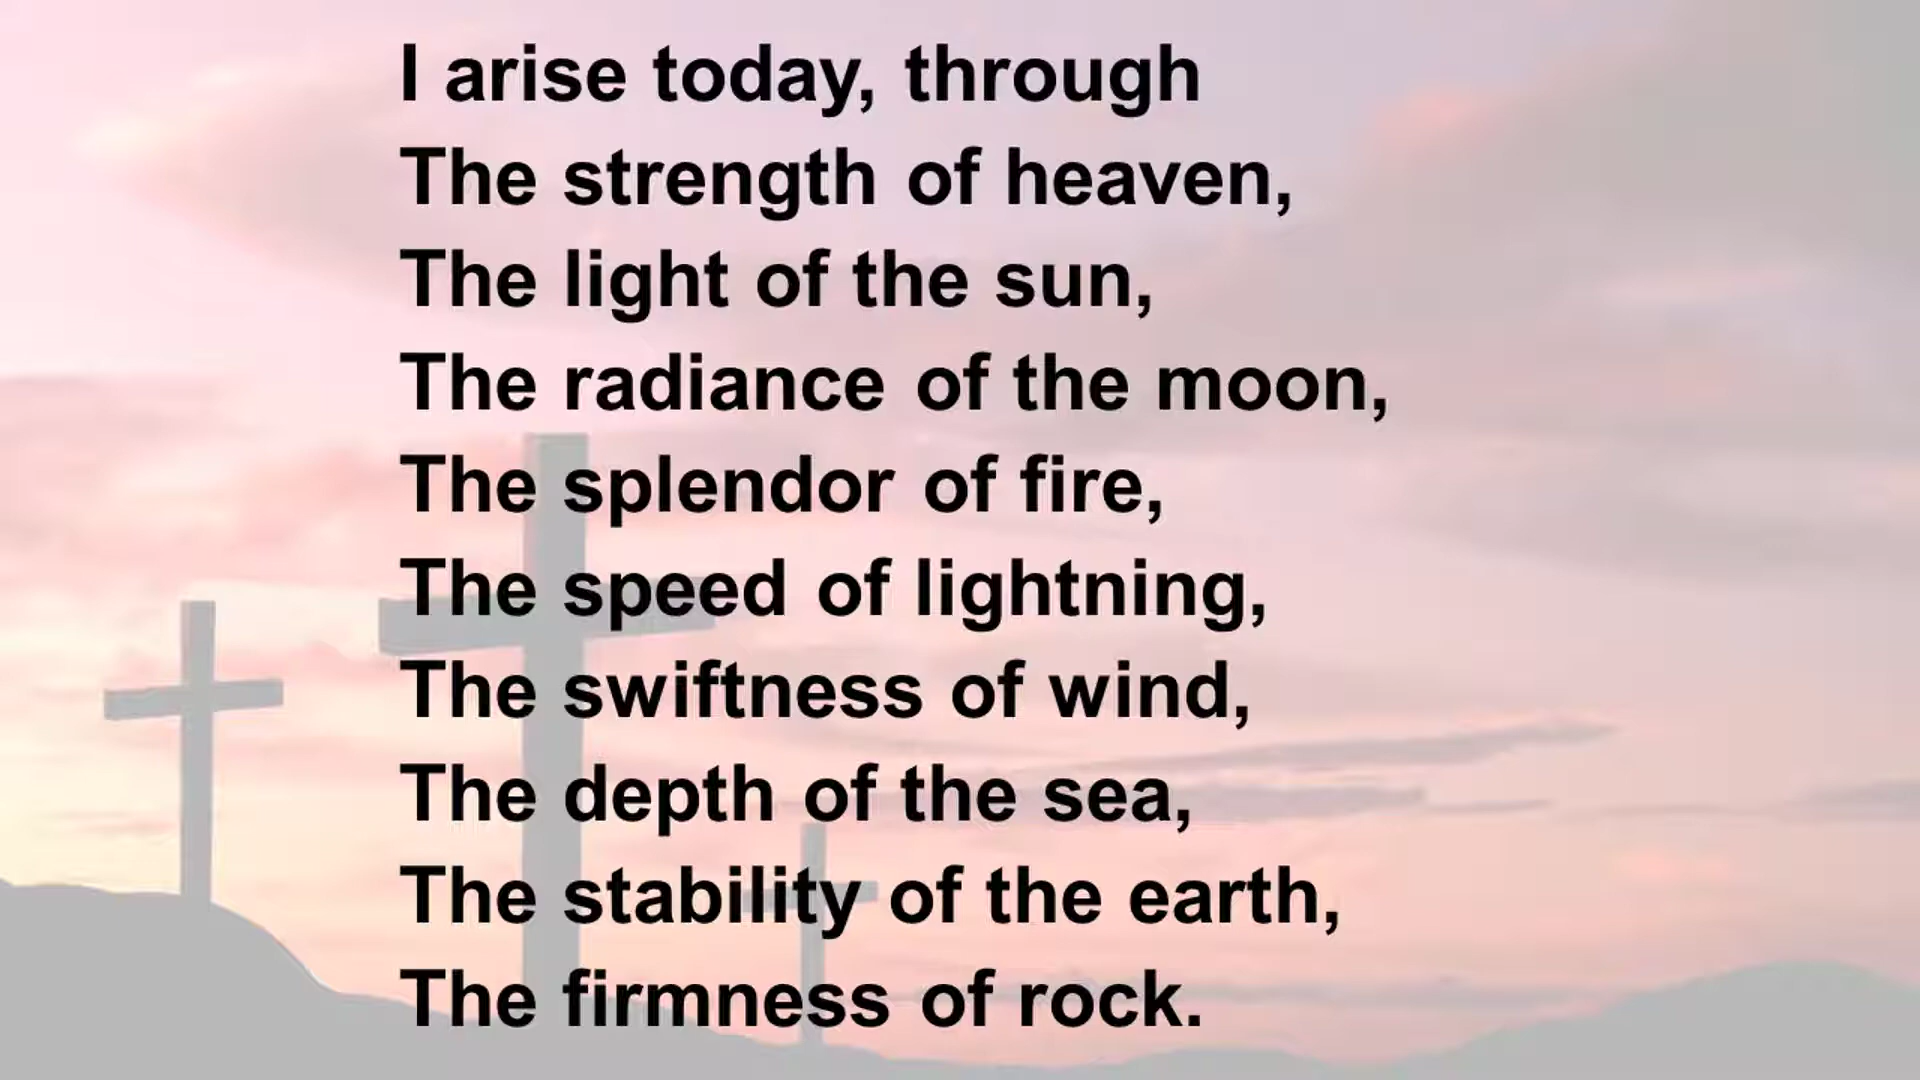 I arise today, through
The strength of heaven,
The light of the sun,
The radiance of the moon,
The splendor of fire,
The speed of lightning,
The swiftness of wind,
The depth of the sea,
The stability of the earth,
The firmness of rock.